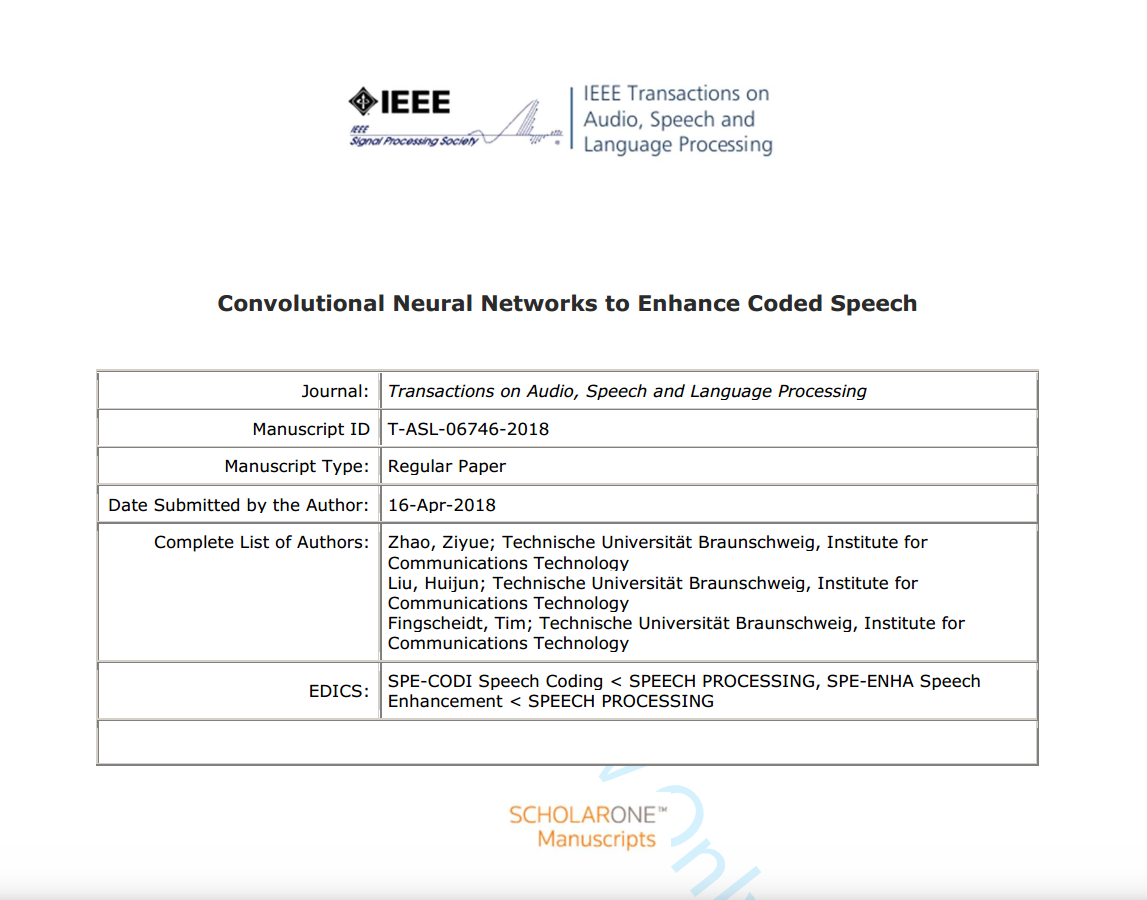 IEEE
IEEE
Signal Processing Society
IEEE Transactions on
Audio, Speech and
Language Processing
Convolutional Neural Networks to Enhance Coded Speech
Journal: Transactions on Audio, Speech and Language Processing
Manuscript ID T-ASL-06746-2018
Manuscript Type: Regular Paper
Date Submitted by the Author: 16-Apr-2018
Complete List of Authors: Zhao, Ziyue; Technische Universität Braunschweig, Institute for
Communications Technology
Liu, Huijun; Technische Universität Braunschweig, Institute for
Communications Technology
Fingscheidt, Tim; Technische Universität Braunschweig, Institute for
Communications Technology
EDICS: SPE-CODI Speech Coding < SPEECH PROCESSING, SPE-ENHA Speech
Enhancement < SPEECH PROCESSING
SCHOLARONE™
Manuscripts